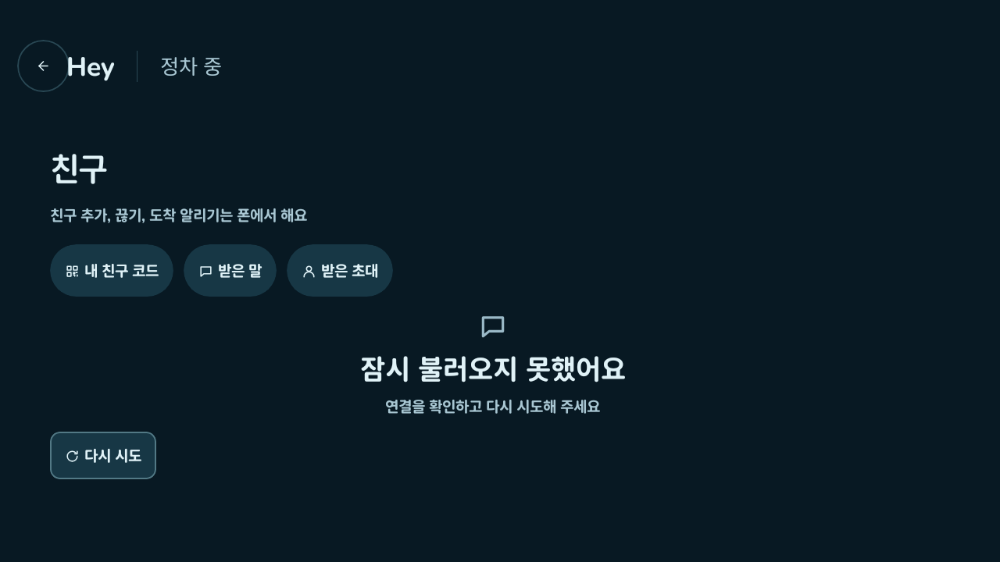 Hey 정차 중
친구
친구 추가, 끊기, 도착 알리기는 폰에서 해요
내 친구 코드 받은 말 받은 초대
잠시 불러오지 못했어요
연결을 확인하고 다시 시도해 주세요
다시 시도